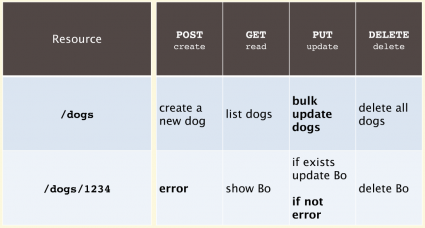 Resource
POST
create
GET
read
PUT
update
DELETE
delete
/dogs
create a
new dog
list dogs
bulk
update
dogs
delete all
dogs
/dogs/1234
error
show Bo
if exists
update Bo
if not
error
delete Bo